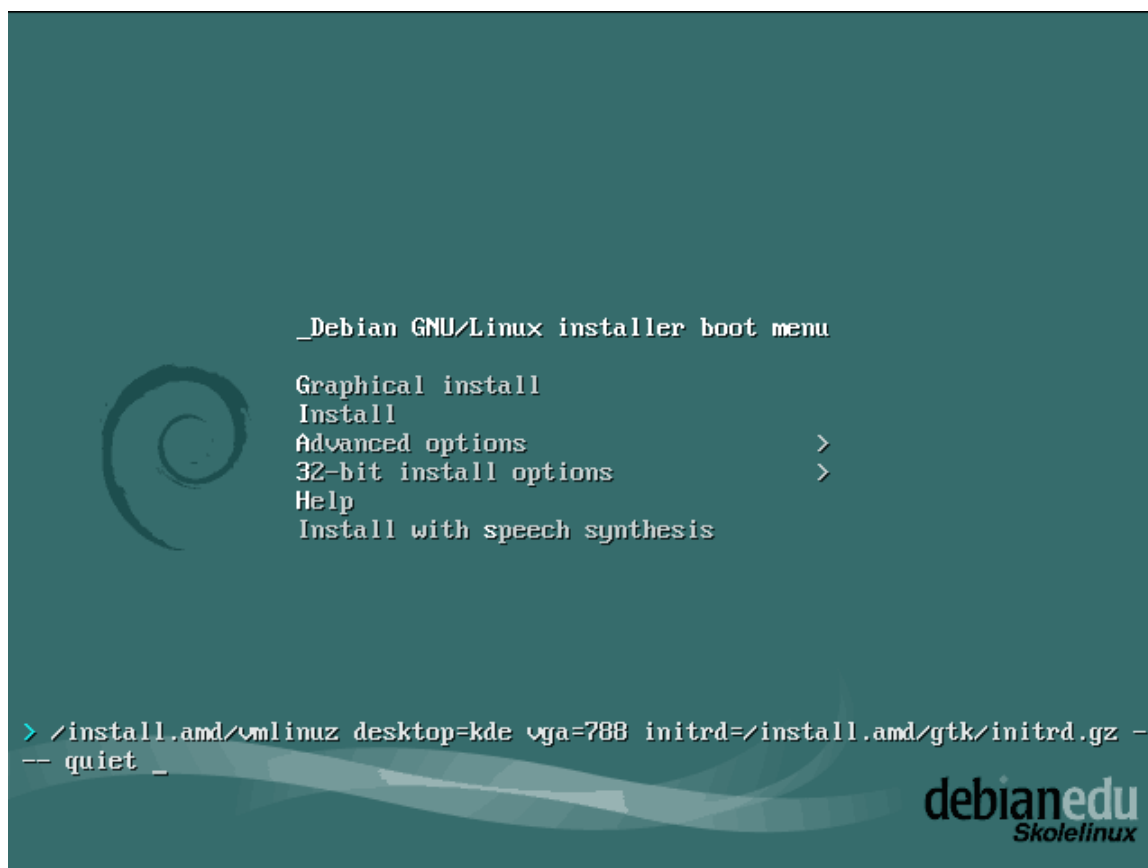 _Debian GNU/Linux installer boot menu
Graphical install
Install
Advanced options >
32-bit install options >
Help
Install with speech synthesis
> /install.amd/vmlinuz desktop=kde vga=788 initrd=/install.amd/gtk/initrd.gz -
-- quiet _
debianedu
Skolelinux